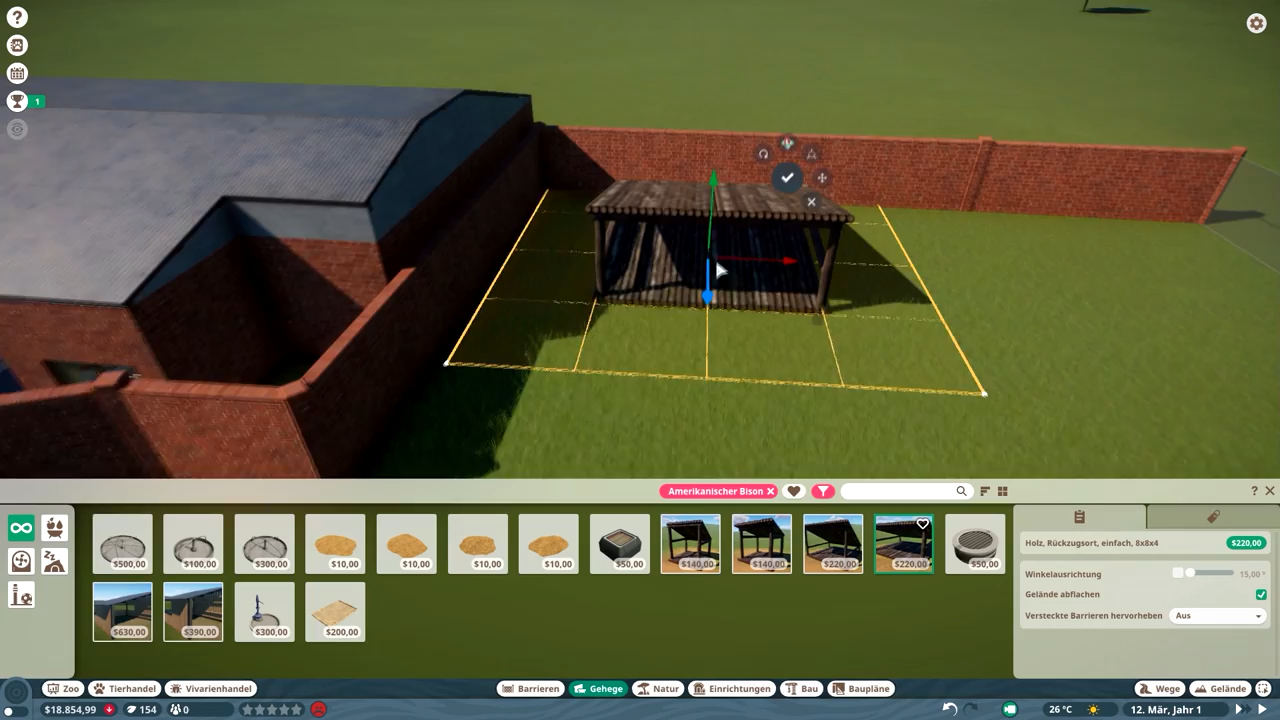 ?
1
Amerikanischer Bison ×
? ×
$500,00 $100,00 $300,00 $10,00 $10,00 $10,00 $10,00 $50,00 $140,00 $140,00 $220,00 $220,00 $50,00
$630,00 $390,00 $300,00 $200,00
Holz, Rückzugsort, einfach, 8x8x4 $220,00
Winkelausrichtung 15,00 °
Gelände abflachen
Versteckte Barrieren hervorheben Aus
Zoo Tierhandel Vivarienhandel Barrieren Gehege Natur Einrichtungen Bau Baupläne Wege Gelände
$18.854,99 154 0 26 °C 12. Mär, Jahr 1